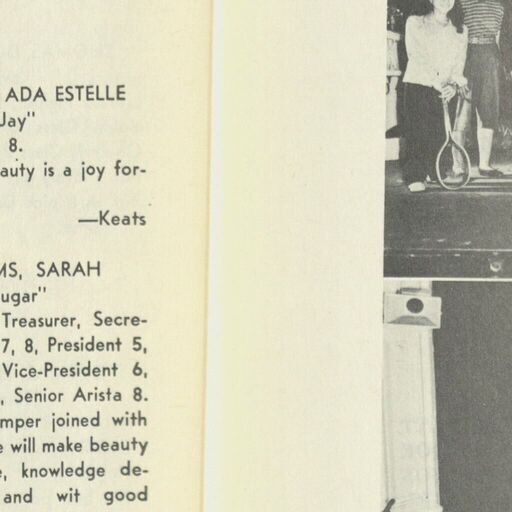 ADA ESTELLE
Jay"
8.
auty is a joy for-
—Keats
MS, SARAH
ugar"
Treasurer, Secre-
7, 8, President 5,
Vice-President 6,
, Senior Arista 8.
mper joined with
e will make beauty
e, knowledge de-
and wit good